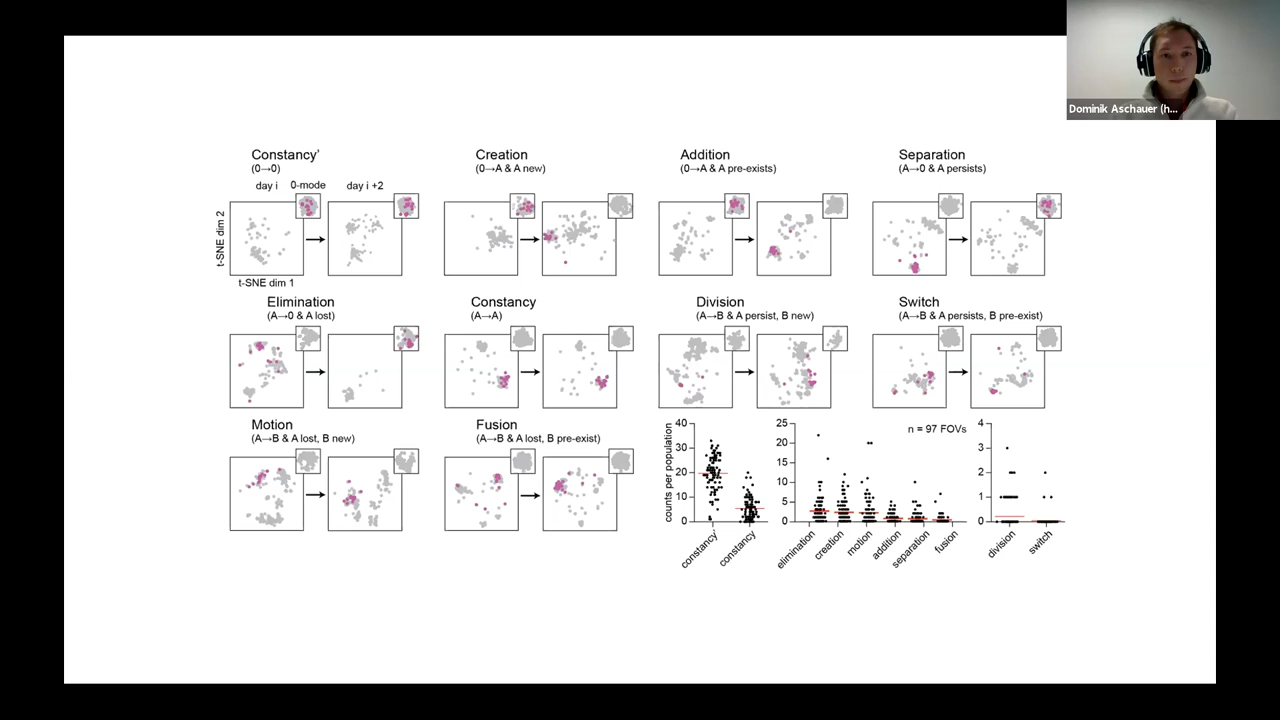 Dominik Aschauer (h...
Constancy'
(0→0)
day i
0-mode
day i +2
t-SNE dim 2
t-SNE dim 1
Creation
(0→A & A new)
Addition
(0→A & A pre-exists)
Separation
(A→0 & A persists)
Elimination
(A→0 & A lost)
Constancy
(A→A)
Division
(A→B & A persist, B new)
Switch
(A→B & A persists, B pre-exist)
Motion
(A→B & A lost, B new)
Fusion
(A→B & A lost, B pre-exist)
counts per population
40
30
20
10
0
constancy'
constancy
25
20
15
10
5
0
n = 97 FOVs
elimination
creation
motion
addition
separation
fusion
4
3
2
1
0
division
switch